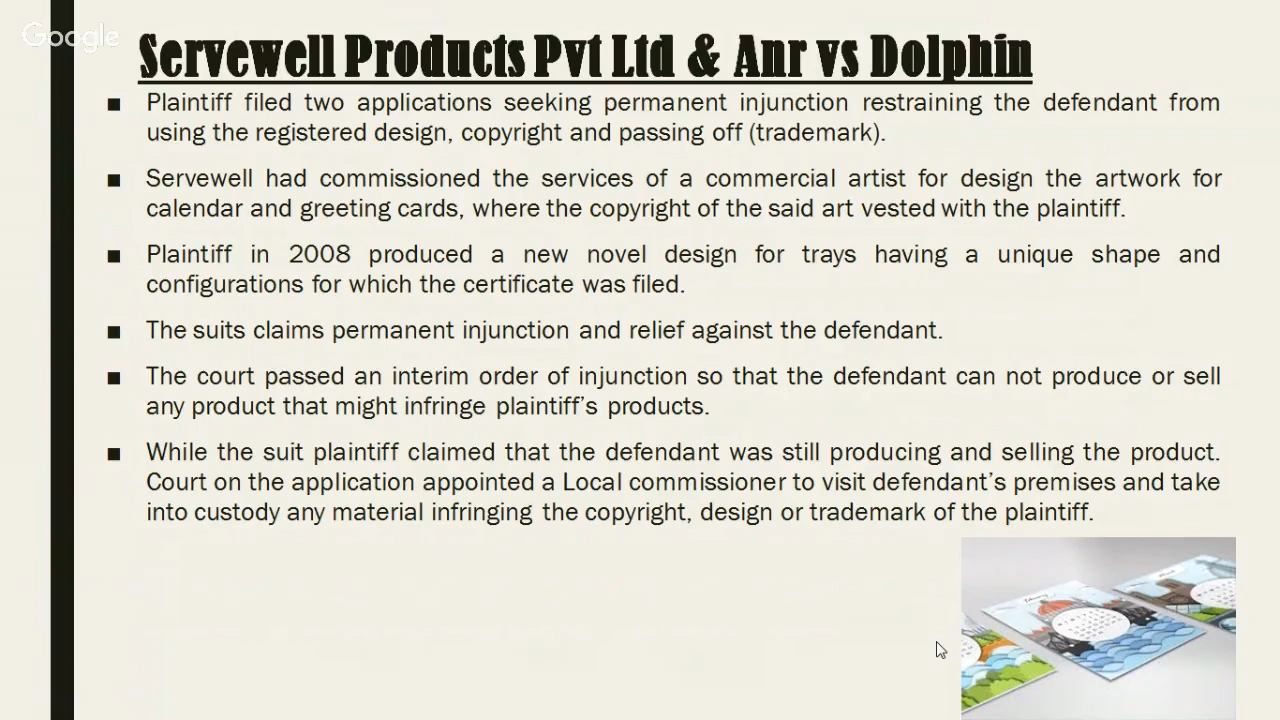 Google
Servewell Products Pvt Ltd & Anr vs Dolphin
■ Plaintiff filed two applications seeking permanent injunction restraining the defendant from
using the registered design, copyright and passing off (trademark).
■ Servewell had commissioned the services of a commercial artist for design the artwork for
calendar and greeting cards, where the copyright of the said art vested with the plaintiff.
■ Plaintiff in 2008 produced a new novel design for trays having a unique shape and
configurations for which the certificate was filed.
■ The suits claims permanent injunction and relief against the defendant.
■ The court passed an interim order of injunction so that the defendant can not produce or sell
any product that might infringe plaintiff’s products.
■ While the suit plaintiff claimed that the defendant was still producing and selling the product.
Court on the application appointed a Local commissioner to visit defendant’s premises and take
into custody any material infringing the copyright, design or trademark of the plaintiff.